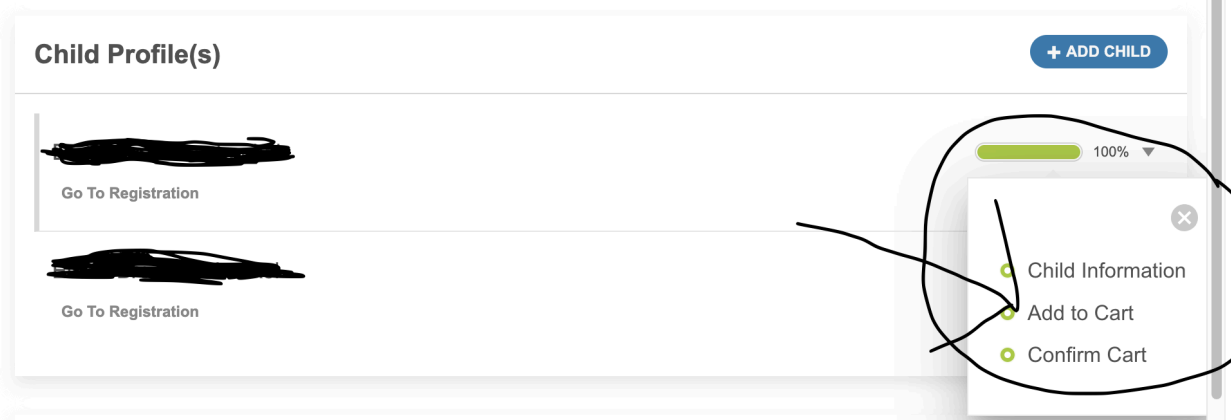 Child Profile(s)
+ ADD CHILD
100%
Go To Registration
Child Information
Add to Cart
Confirm Cart
Go To Registration